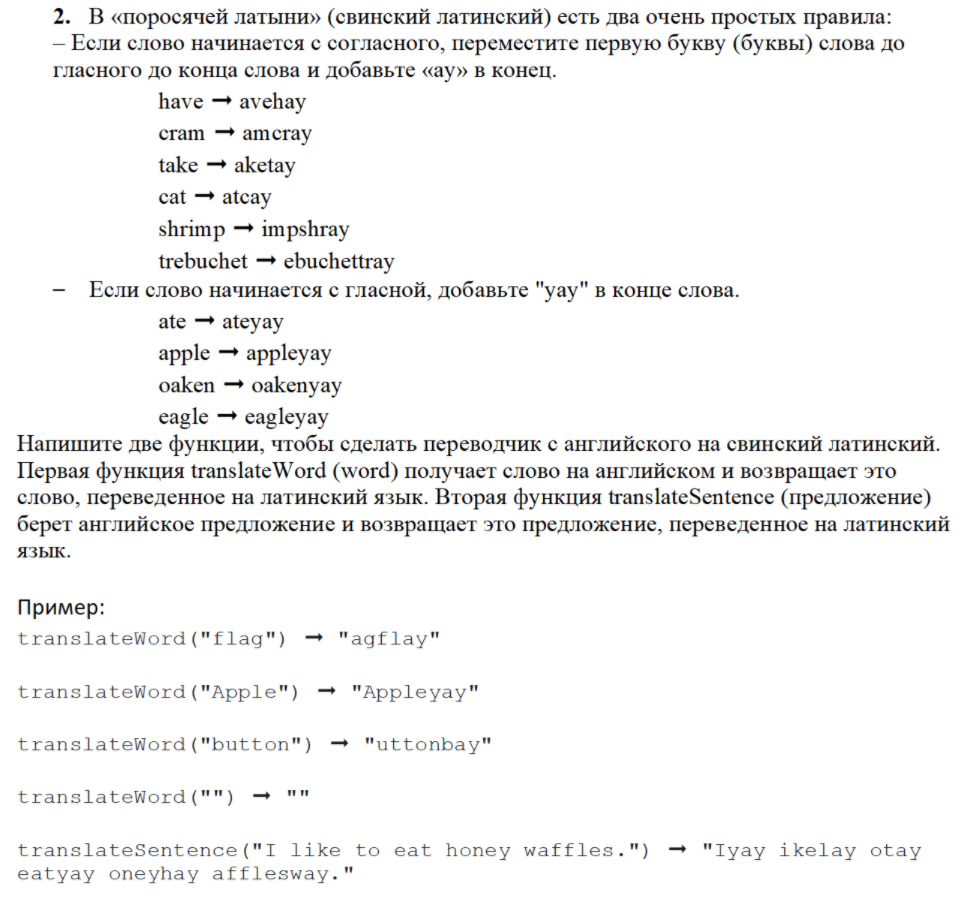 2. В «поросячей латыни» (свинский латинский) есть два очень простых правила:
– Если слово начинается с согласного, переместите первую букву (буквы) слова до
гласного до конца слова и добавьте «ау» в конец.
have ➞ avehay
cram ➞ amcray
take ➞ aketay
cat ➞ atcay
shrimp ➞ impshray
trebuchet ➞ ebuchettray
– Если слово начинается с гласной, добавьте "yay" в конце слова.
ate ➞ ateyay
apple ➞ appleyay
oaken ➞ oakenyay
eagle ➞ eagleyay
Напишите две функции, чтобы сделать переводчик с английского на свинский латинский.
Первая функция translateWord (word) получает слово на английском и возвращает это
слово, переведенное на латинский язык. Вторая функция translateSentence (предложение)
берет английское предложение и возвращает это предложение, переведенное на латинский
язык.
Пример:
translateWord("flag") ➞ "agflay"
translateWord("Apple") ➞ "Appleyay"
translateWord("button") ➞ "uttonbay"
translateWord("") ➞ ""
translateSentence("I like to eat honey waffles.") ➞ "Iyay ikelay otay
eatyay oneyhay afflesway."